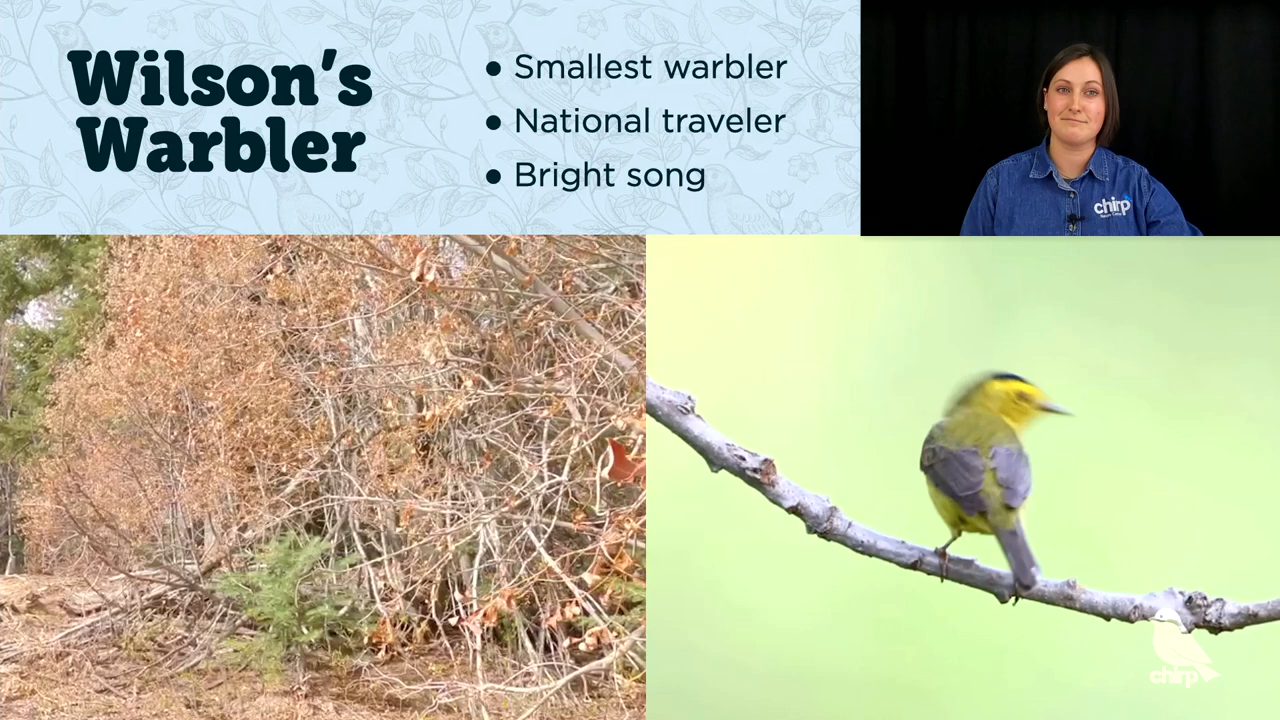 Wilson's
Warbler
● Smallest warbler
● National traveler
● Bright song
chirp
chirp